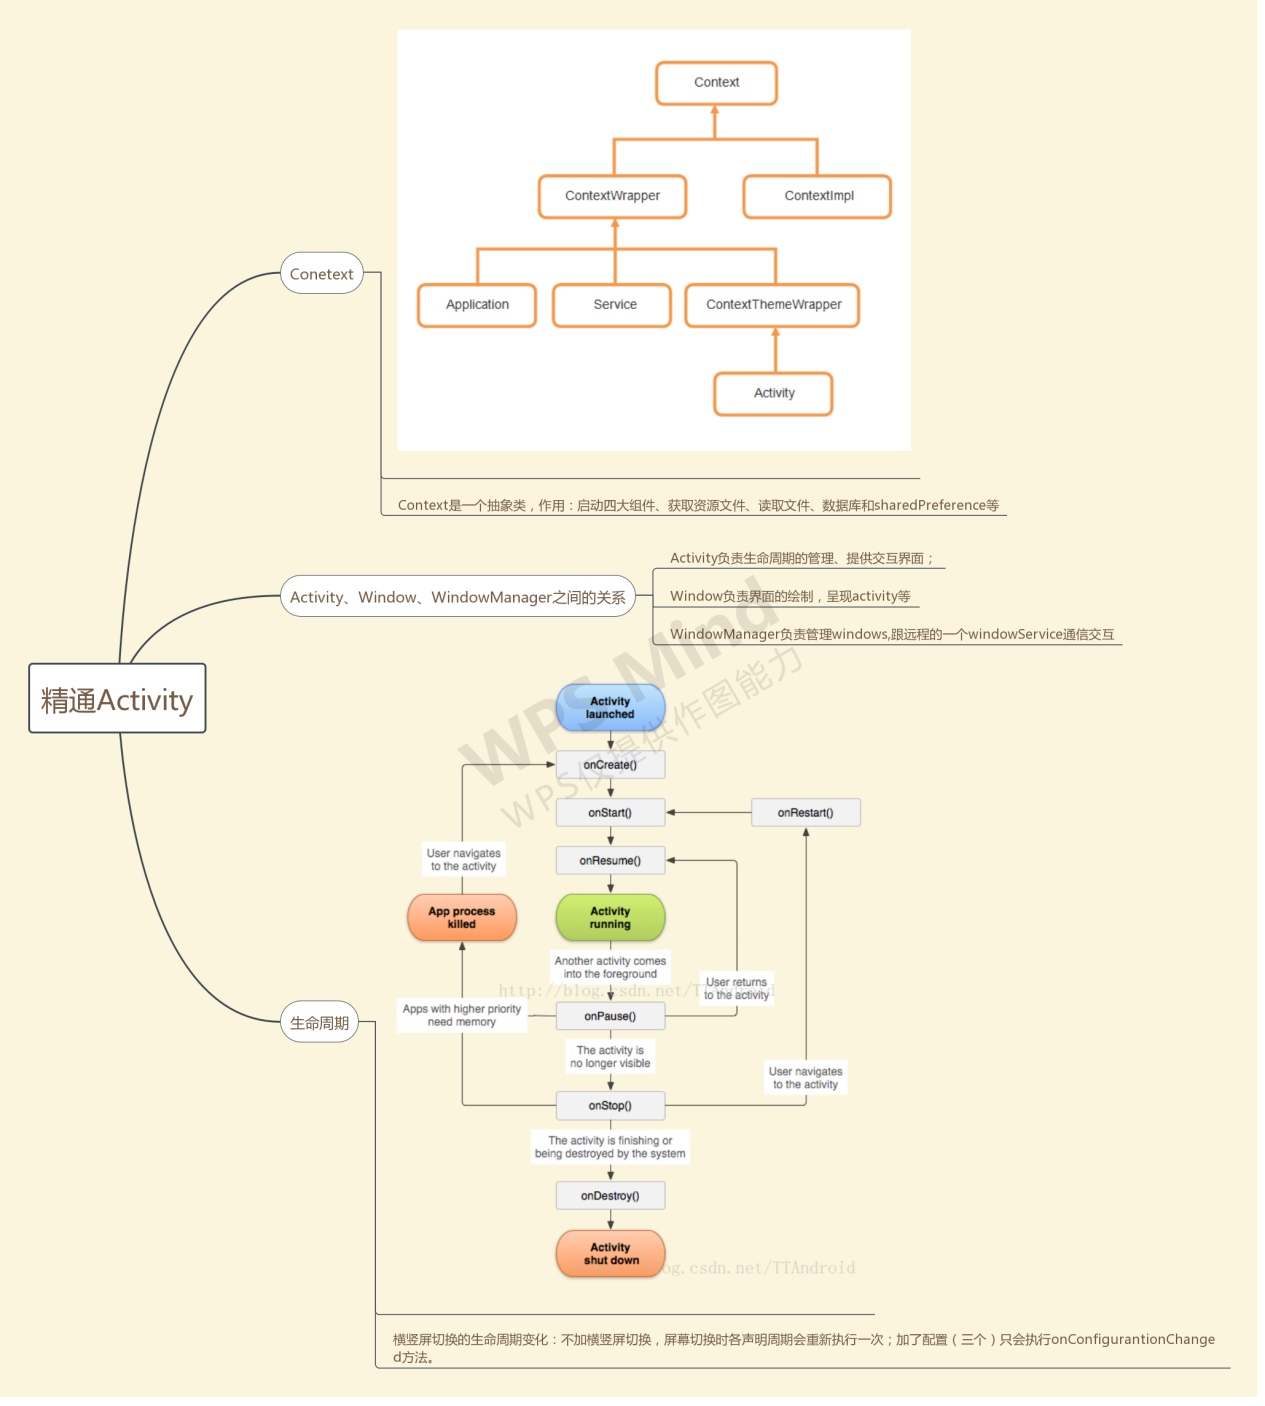 Context
ContextWrapper
ContextImpl
Conetext
Application
Service
ContextThemeWrapper
Activity
Context是一个抽象类，作用：启动四大组件、获取资源文件、读取文件、数据库和sharedPreference等
Activity、Window、WindowManager之间的关系
Activity负责生命周期的管理、提供交互界面；
Window负责界面的绘制，呈现activity等
WindowManager负责管理windows,跟远程的一个windowService通信交互
精通Activity
WPS Mind
WPS仅提供作图能力
Activity
launched
onCreate()
onStart()
onRestart()
User navigates
to the activity
onResume()
App process
killed
Activity
running
Another activity comes
into the foreground
User returns
to the activity
http://blog.csdn.net/TTAndroid
Apps with higher priority
need memory
onPause()
生命周期
The activity is
no longer visible
User navigates
to the activity
onStop()
The activity is finishing or
being destroyed by the system
onDestroy()
Activity
shut down
log.csdn.net/TTAndroid
横竖屏切换的生命周期变化：不加横竖屏切换，屏幕切换时各声明周期会重新执行一次；加了配置（三个）只会执行onConfigurantionChange
d方法。